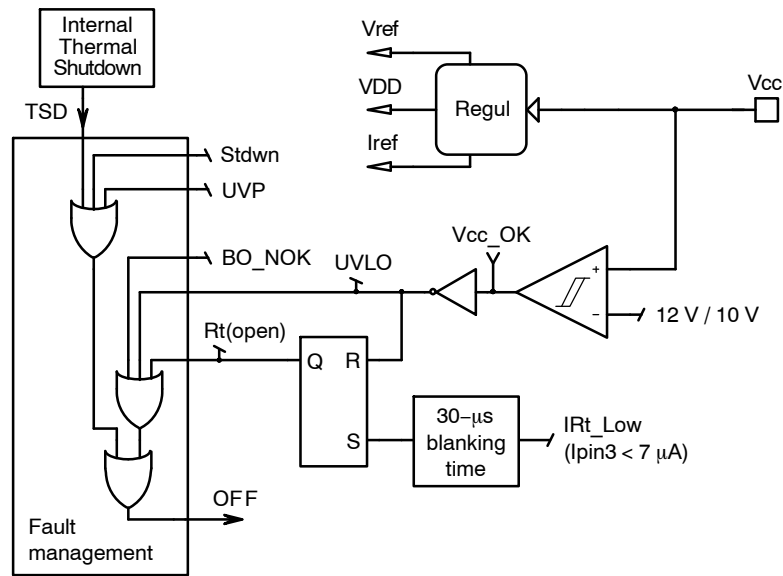 Internal
Thermal
Shutdown
TSD
Vref
VDD
Iref
Regul
Vcc
Stdwn
UVP
BO_NOK
UVLO
Vcc_OK
+
−
12 V / 10 V
Rt(open)
Q
R
S
30−μs
blanking
time
IRt_Low
(Ipin3 < 7 μA)
OFF
Fault
management